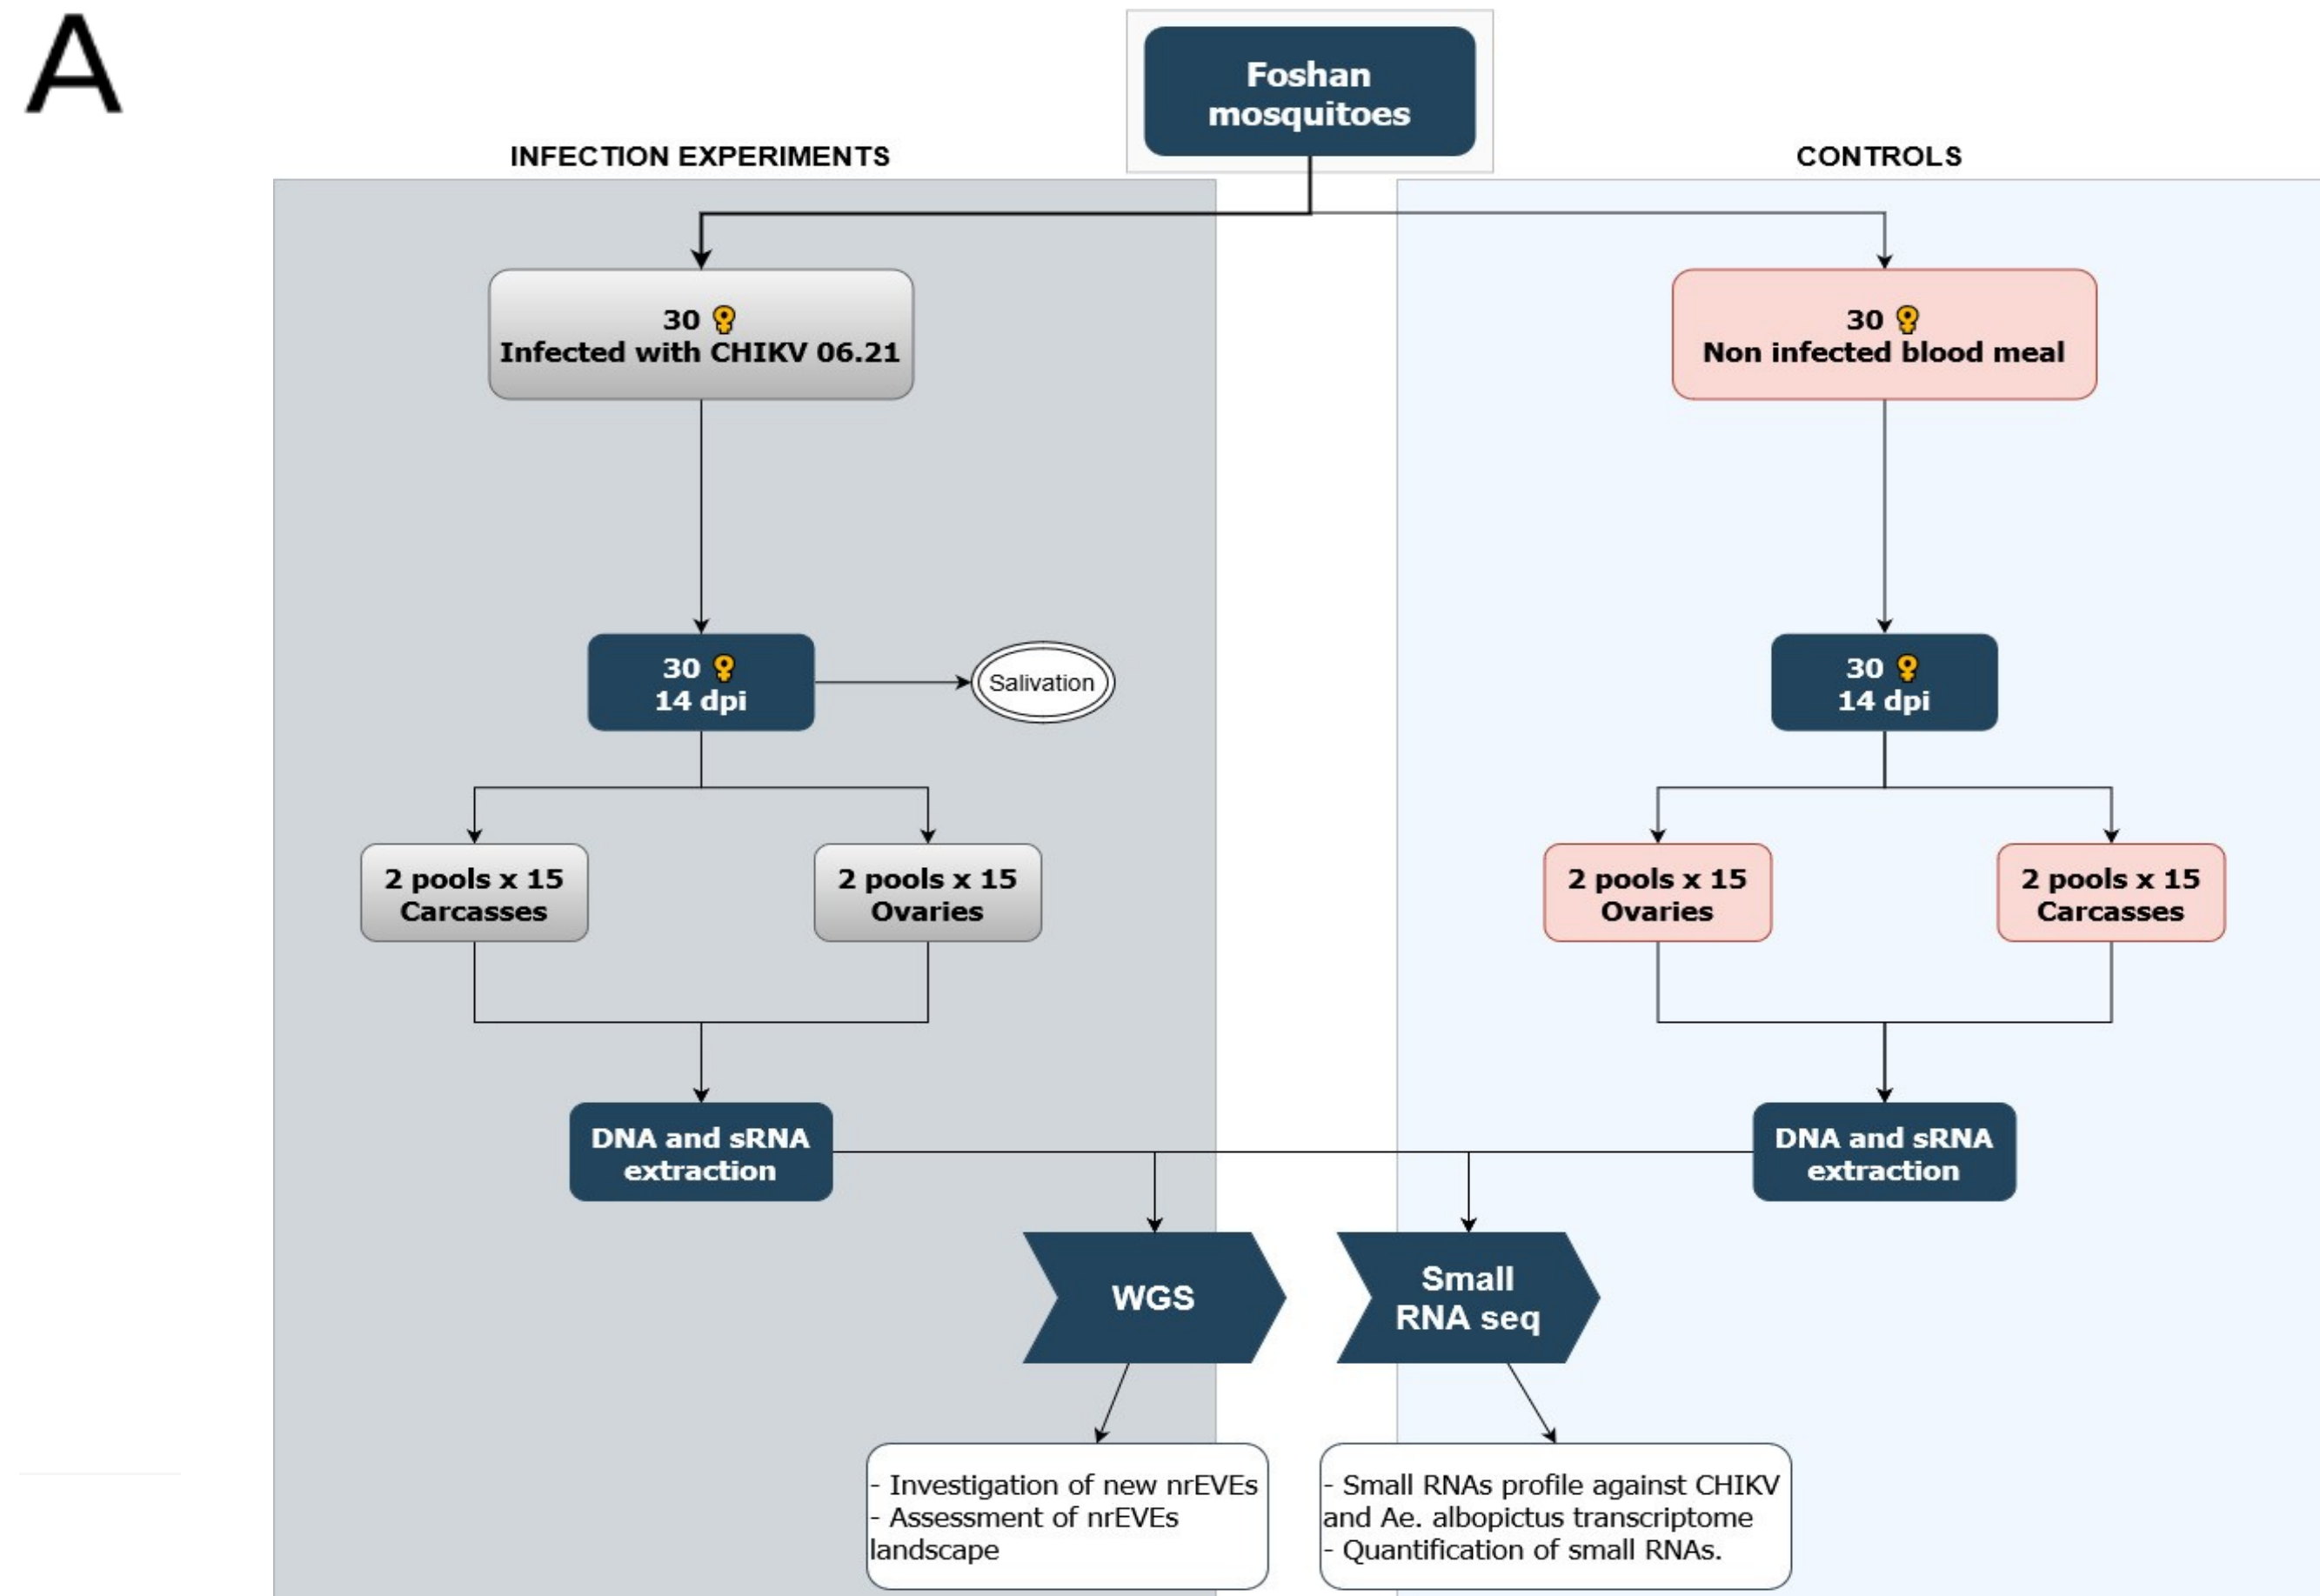 A
Foshan
mosquitoes
INFECTION EXPERIMENTS
CONTROLS
30
Infected with CHIKV 06.21
30
Non infected blood meal
30
14 dpi
Salivation
30
14 dpi
2 pools x 15
Carcasses
2 pools x 15
Ovaries
2 pools x 15
Ovaries
2 pools x 15
Carcasses
DNA and sRNA
extraction
DNA and sRNA
extraction
WGS
Small
RNA seq
- Investigation of new nrEVEs
- Assessment of nrEVEs
landscape
- Small RNAs profile against CHIKV
and Ae. albopictus transcriptome
- Quantification of small RNAs.